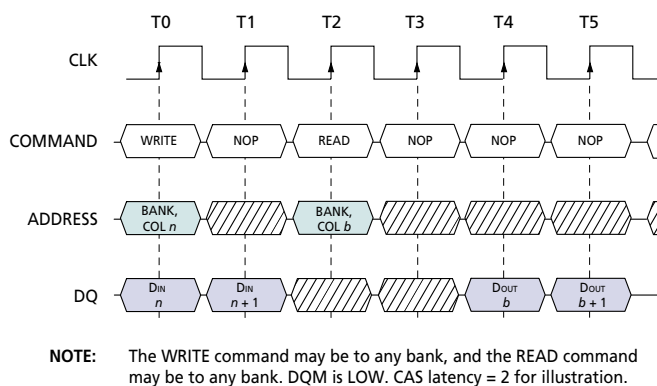 T0 T1 T2 T3 T4 T5
CLK
COMMAND WRITE NOP READ NOP NOP NOP
ADDRESS BANK, COL n BANK, COL b
DQ DIN n DIN n + 1 DOUT b DOUT b + 1
NOTE: The WRITE command may be to any bank, and the READ command
may be to any bank. DQM is LOW. CAS latency = 2 for illustration.